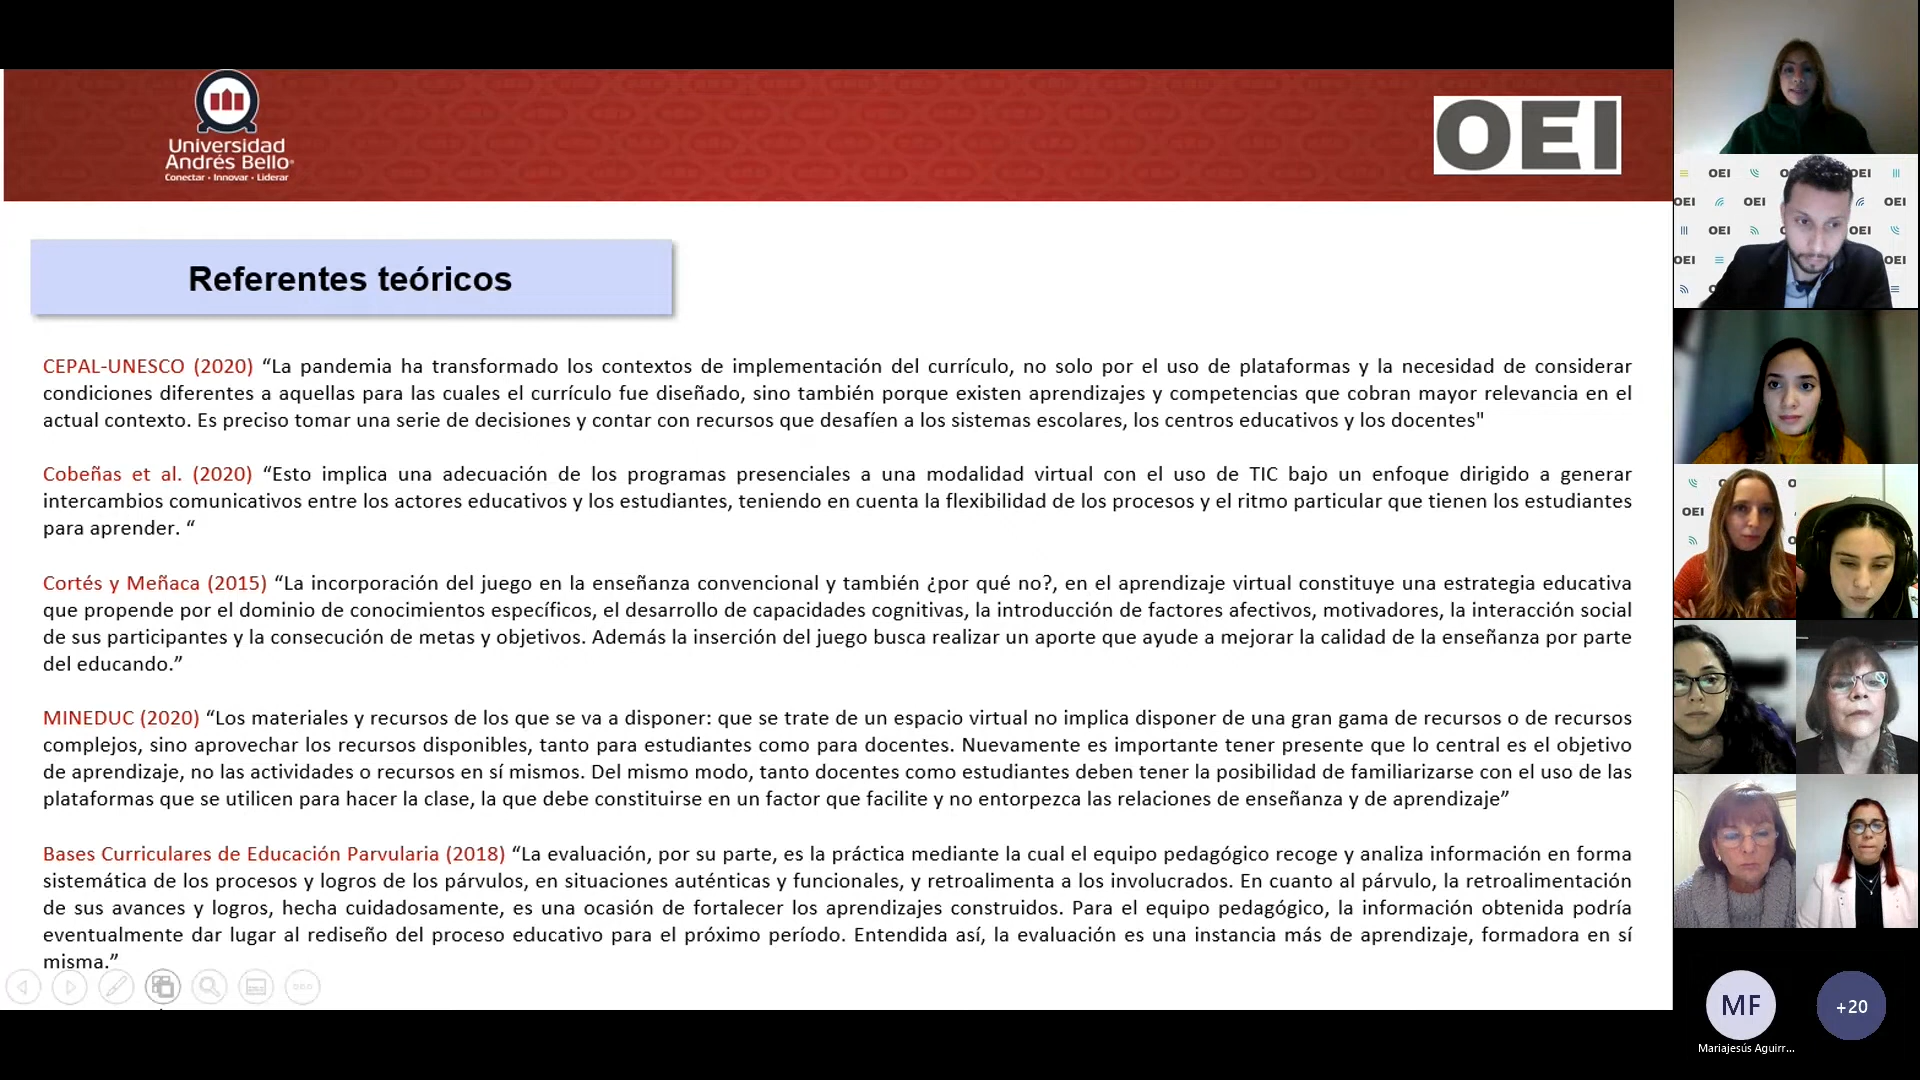 Universidad
Andrés Bello®
Conectar • Innovar • Liderar
OEI
Referentes teóricos
CEPAL-UNESCO (2020) “La pandemia ha transformado los contextos de implementación del currículo, no solo por el uso de plataformas y la necesidad de considerar
condiciones diferentes a aquellas para las cuales el currículo fue diseñado, sino también porque existen aprendizajes y competencias que cobran mayor relevancia en el
actual contexto. Es preciso tomar una serie de decisiones y contar con recursos que desafíen a los sistemas escolares, los centros educativos y los docentes"
Cobeñas et al. (2020) “Esto implica una adecuación de los programas presenciales a una modalidad virtual con el uso de TIC bajo un enfoque dirigido a generar
intercambios comunicativos entre los actores educativos y los estudiantes, teniendo en cuenta la flexibilidad de los procesos y el ritmo particular que tienen los estudiantes
para aprender. “
Cortés y Meñaca (2015) “La incorporación del juego en la enseñanza convencional y también ¿por qué no?, en el aprendizaje virtual constituye una estrategia educativa
que propende por el dominio de conocimientos específicos, el desarrollo de capacidades cognitivas, la introducción de factores afectivos, motivadores, la interacción social
de sus participantes y la consecución de metas y objetivos. Además la inserción del juego busca realizar un aporte que ayude a mejorar la calidad de la enseñanza por parte
del educando.”
MINEDUC (2020) “Los materiales y recursos de los que se va a disponer: que se trate de un espacio virtual no implica disponer de una gran gama de recursos o de recursos
complejos, sino aprovechar los recursos disponibles, tanto para estudiantes como para docentes. Nuevamente es importante tener presente que lo central es el objetivo
de aprendizaje, no las actividades o recursos en sí mismos. Del mismo modo, tanto docentes como estudiantes deben tener la posibilidad de familiarizarse con el uso de las
plataformas que se utilicen para hacer la clase, la que debe constituirse en un factor que facilite y no entorpezca las relaciones de enseñanza y de aprendizaje”
Bases Curriculares de Educación Parvularia (2018) “La evaluación, por su parte, es la práctica mediante la cual el equipo pedagógico recoge y analiza información en forma
sistemática de los procesos y logros de los párvulos, en situaciones auténticas y funcionales, y retroalimenta a los involucrados. En cuanto al párvulo, la retroalimentación
de sus avances y logros, hecha cuidadosamente, es una ocasión de fortalecer los aprendizajes construidos. Para el equipo pedagógico, la información obtenida podría
eventualmente dar lugar al rediseño del proceso educativo para el próximo período. Entendida así, la evaluación es una instancia más de aprendizaje, formadora en sí
misma.”
OEI OEI
OEI OEI OEI
OEI OEI
OEI OEI
OEI
MF
+20
Mariajesús Aguirr...